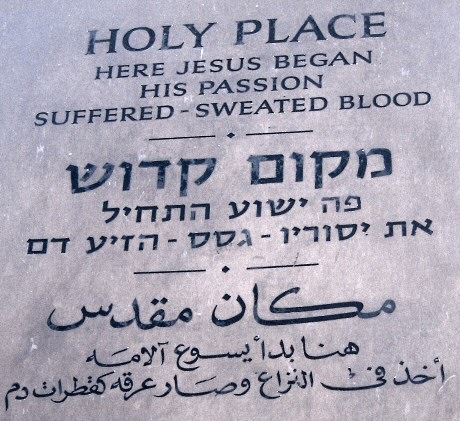 HOLY PLACE
HERE JESUS BEGAN
HIS PASSION
SUFFERED - SWEATED BLOOD
מקום קדוש
פה ישוע התחיל
את יסוריו - גסס - הזיע דם
مكان مقدس
هنا بدأ يسوع آلامه
أخذ في النزاع وصار عرقه كقطرات دم